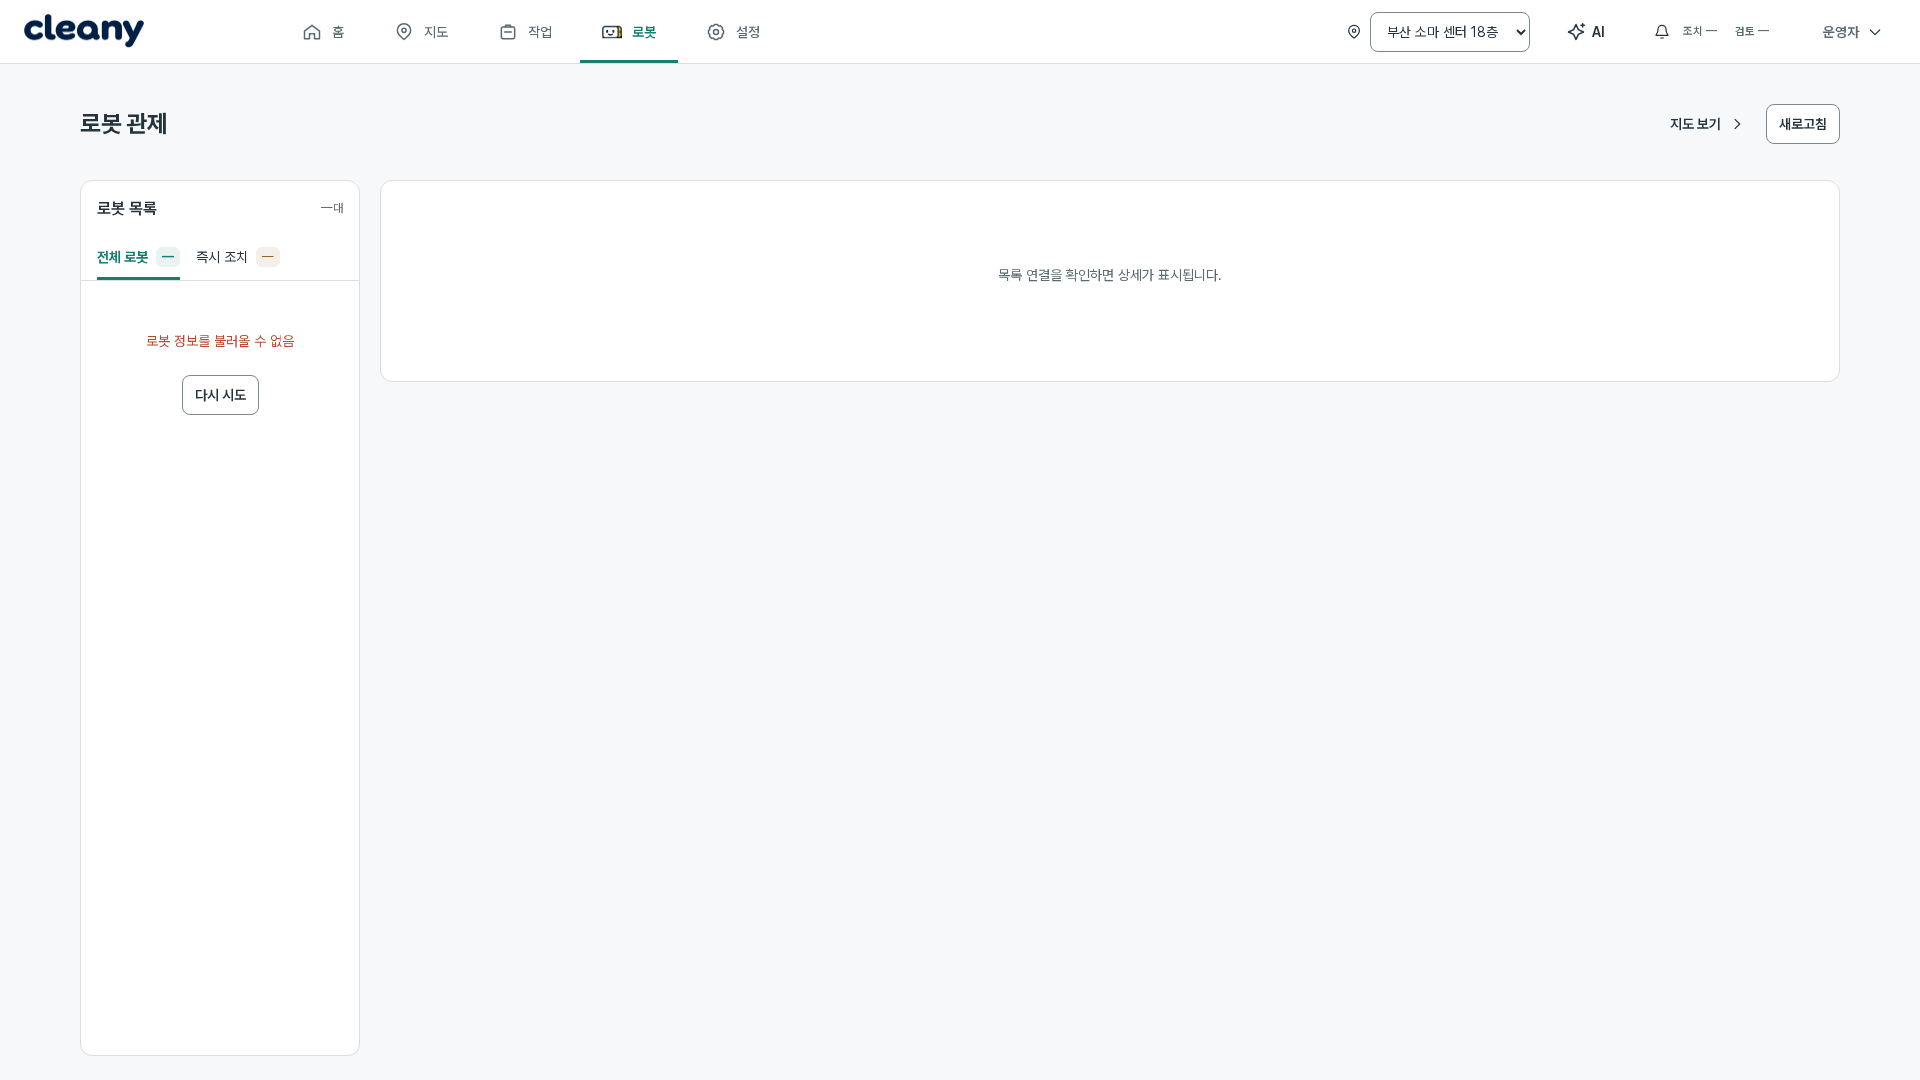 cleany
홈
지도
작업
로봇
설정
부산 소마 센터 18층
AI
조치 —
검토 —
운영자
로봇 관제
지도 보기
새로고침
로봇 목록
—대
전체 로봇 —
즉시 조치 —
로봇 정보를 불러올 수 없음
다시 시도
목록 연결을 확인하면 상세가 표시됩니다.